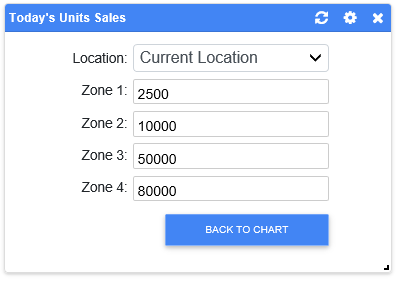 Today's Units Sales
Location: Current Location
Zone 1: 2500
Zone 2: 10000
Zone 3: 50000
Zone 4: 80000
BACK TO CHART